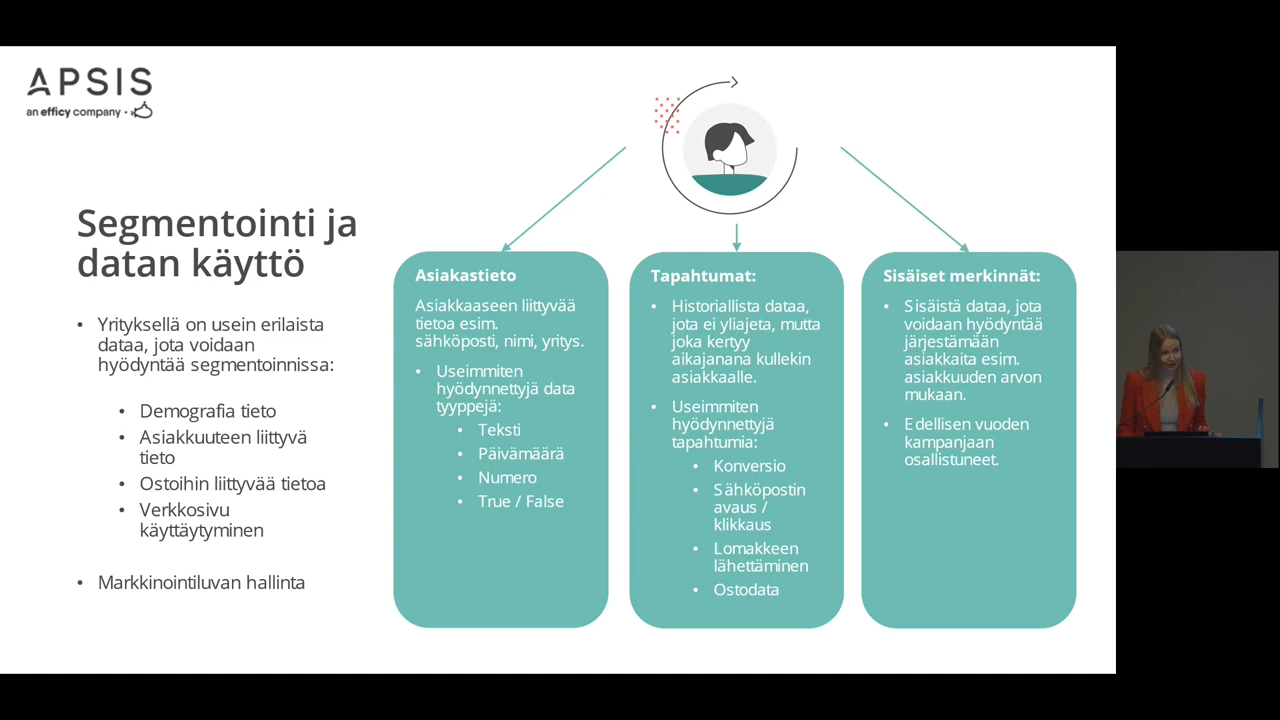 APSIS
an efficy company
Segmentointi ja
datan käyttö
• Yrityksellä on usein erilaista
dataa, jota voidaan
hyödyntää segmentoinnissa:
• Demografia tieto
• Asiakkuuteen liittyvä
tieto
• Ostoihin liittyvää tietoa
• Verkkosivu
käyttäytyminen
• Markkinointiluvan hallinta
Asiakastieto
Asiakkaaseen liittyvää
tietoa esim.
sähköposti, nimi, yritys.
• Useimmiten
hyödynnettyjä data
tyyppejä:
• Teksti
• Päivämäärä
• Numero
• True / False
Tapahtumat:
• Historiallista dataa,
jota ei yliajeta, mutta
joka kertyy
aikajanana kullekin
asiakkaalle.
• Useimmiten
hyödynnettyjä
tapahtumia:
• Konversio
• Sähköpostin
avaus /
klikkaus
• Lomakkeen
lähettäminen
• Ostodata
Sisäiset merkinnät:
• Sisäistä dataa, jota
voidaan hyödyntää
järjestämään
asiakkaita esim.
asiakkuuden arvon
mukaan.
• Edellisen vuoden
kampanjaan
osallistuneet.